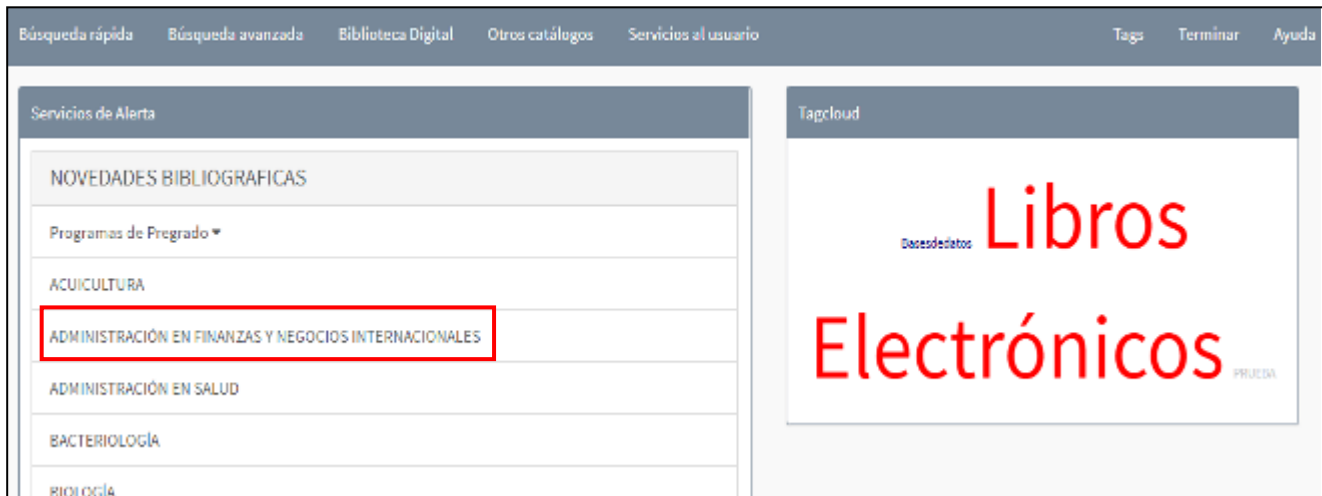 Búsqueda rápida Búsqueda avanzada Biblioteca Digital Otros catálogos Servicios al usuario Tags Terminar Ayuda
Servicios de Alerta
NOVEDADES BIBLIOGRAFICAS
Programas de Pregrado
ACUICULTURA
ADMINISTRACIÓN EN FINANZAS Y NEGOCIOS INTERNACIONALES
ADMINISTRACIÓN EN SALUD
BACTERIOLOGÍA
BIOLOGÍA
Tagcloud
Basesdedatos Libros
Electrónicos PRUEBA